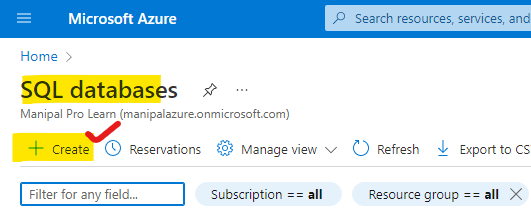 Microsoft Azure
Search resources, services, and
Home
SQL databases
Manipal Pro Learn (manipalazure.onmicrosoft.com)
Create
Reservations
Manage view
Refresh
Export to CS
Filter for any field...
Subscription == all
Resource group == all